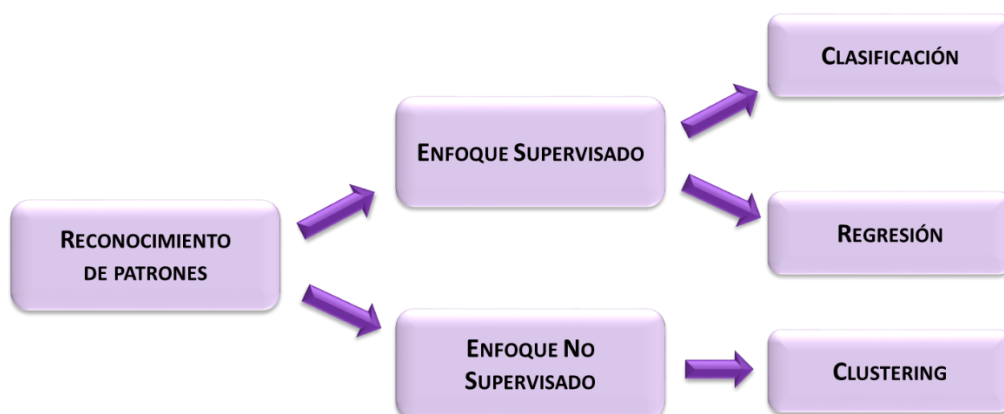 CLASIFICACIÓN
ENFOQUE SUPERVISADO
RECONOCIMIENTO
DE PATRONES
REGRESIÓN
ENFOQUE NO
SUPERVISADO
CLUSTERING